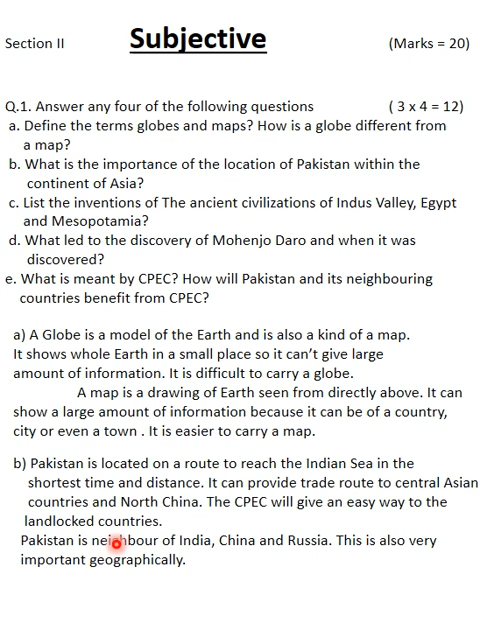 Section II Subjective (Marks = 20)
Q.1. Answer any four of the following questions ( 3 x 4 = 12)
a. Define the terms globes and maps? How is a globe different from
a map?
b. What is the importance of the location of Pakistan within the
continent of Asia?
c. List the inventions of The ancient civilizations of Indus Valley, Egypt
and Mesopotamia?
d. What led to the discovery of Mohenjo Daro and when it was
discovered?
e. What is meant by CPEC? How will Pakistan and its neighbouring
countries benefit from CPEC?
a) A Globe is a model of the Earth and is also a kind of a map.
It shows whole Earth in a small place so it can’t give large
amount of information. It is difficult to carry a globe.
A map is a drawing of Earth seen from directly above. It can
show a large amount of information because it can be of a country,
city or even a town . It is easier to carry a map.
b) Pakistan is located on a route to reach the Indian Sea in the
shortest time and distance. It can provide trade route to central Asian
countries and North China. The CPEC will give an easy way to the
landlocked countries.
Pakistan is neighbour of India, China and Russia. This is also very
important geographically.